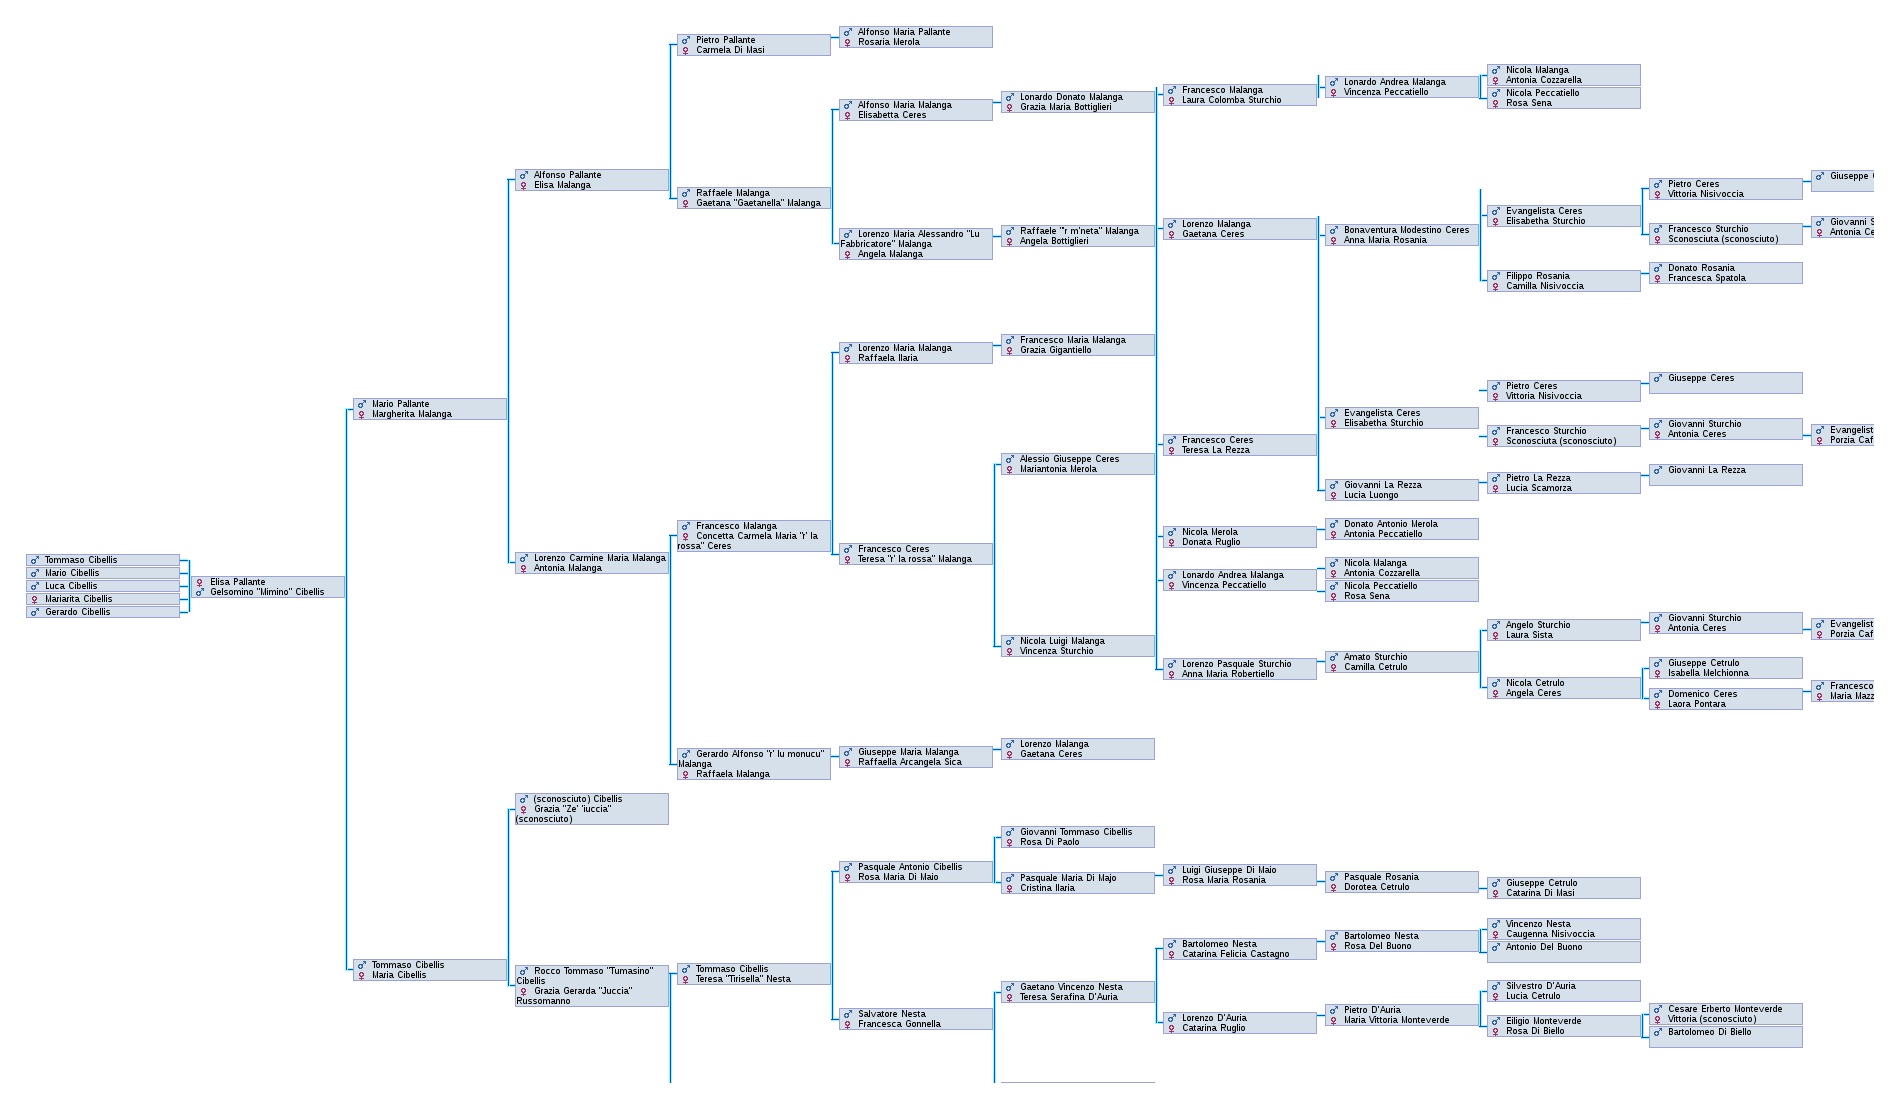 Tommaso Cibellis
Mario Cibellis
Luca Cibellis
Mariarita Cibellis
Gerardo Cibellis
Elisa Pallante
Gelsomino "Mimino" Cibellis
Mario Pallante
Margherita Malanga
Tommaso Cibellis
Maria Cibellis
Alfonso Pallante
Elisa Malanga
Lorenzo Carmine Maria Malanga
Antonia Malanga
(sconosciuto) Cibellis
Grazia "Ze' 'iuccia"
(sconosciuto)
Rocco Tommaso "Tumasino"
Cibellis
Grazia Gerarda "Juccia"
Russomanno
Pietro Pallante
Carmela Di Masi
Raffaele Malanga
Gaetana "Gaetanella" Malanga
Francesco Malanga
Concetta Carmela Maria "r' la
rossa" Ceres
Gerardo Alfonso "r' lu monucu"
Malanga
Raffaela Malanga
Tommaso Cibellis
Teresa "Tirisella" Nesta
Alfonso Maria Pallante
Rosaria Merola
Alfonso Maria Malanga
Elisabetta Ceres
Lorenzo Maria Alessandro "Lu
Fabbricatore" Malanga
Angela Malanga
Lorenzo Maria Malanga
Raffaela Ilaria
Francesco Ceres
Teresa "r' la rossa" Malanga
Giuseppe Maria Malanga
Raffaella Arcangela Sica
Pasquale Antonio Cibellis
Rosa Maria Di Maio
Salvatore Nesta
Francesca Gonnella
Lonardo Donato Malanga
Grazia Maria Bottiglieri
Raffaele "'r m'neta" Malanga
Angela Bottiglieri
Francesco Maria Malanga
Grazia Gigantiello
Alessio Giuseppe Ceres
Mariantonia Merola
Nicola Luigi Malanga
Vincenza Sturchio
Lorenzo Malanga
Gaetana Ceres
Giovanni Tommaso Cibellis
Rosa Di Paolo
Pasquale Maria Di Majo
Cristina Ilaria
Gaetano Vincenzo Nesta
Teresa Serafina D'Auria
Francesco Malanga
Laura Colomba Sturchio
Lorenzo Malanga
Gaetana Ceres
Francesco Ceres
Teresa La Rezza
Nicola Merola
Donata Ruglio
Lonardo Andrea Malanga
Vincenza Peccatiello
Lorenzo Pasquale Sturchio
Anna Maria Robertiello
Luigi Giuseppe Di Maio
Rosa Maria Rosania
Bartolomeo Nesta
Catarina Felicia Castagno
Lorenzo D'Auria
Catarina Ruglio
Lonardo Andrea Malanga
Vincenza Peccatiello
Bonaventura Modestino Ceres
Anna Maria Rosania
Evangelista Ceres
Elisabetha Sturchio
Giovanni La Rezza
Lucia Luongo
Donato Antonio Merola
Antonia Peccatiello
Nicola Malanga
Antonia Cozzarella
Nicola Peccatiello
Rosa Sena
Amato Sturchio
Camilla Cetrulo
Pasquale Rosania
Dorotea Cetrulo
Bartolomeo Nesta
Rosa Del Buono
Pietro D'Auria
Maria Vittoria Monteverde
Nicola Malanga
Antonia Cozzarella
Nicola Peccatiello
Rosa Sena
Evangelista Ceres
Elisabetha Sturchio
Filippo Rosania
Camilla Nisivoccia
Pietro Ceres
Vittoria Nisivoccia
Francesco Sturchio
Sconosciuta (sconosciuto)
Pietro La Rezza
Lucia Scamorza
Angelo Sturchio
Laura Sista
Nicola Cetrulo
Angela Ceres
Giuseppe Cetrulo
Catarina Di Masi
Vincenzo Nesta
Caugenna Nisivoccia
Antonio Del Buono
Silvestro D'Auria
Lucia Cetrulo
Eiligio Monteverde
Rosa Di Biello
Pietro Ceres
Vittoria Nisivoccia
Francesco Sturchio
Sconosciuta (sconosciuto)
Donato Rosania
Francesca Spatola
Giuseppe Ceres
Giovanni Sturchio
Antonia Ceres
Giovanni La Rezza
Giovanni Sturchio
Antonia Ceres
Giuseppe Cetrulo
Isabella Melchionna
Domenico Ceres
Laora Pontara
Cesare Erberto Monteverde
Vittoria (sconosciuto)
Bartolomeo Di Biello
Giuseppe
Giovanni S
Antonia Ce
Evangelist
Porzia Caf
Evangelist
Porzia Caf
Francesco
Maria Mazz